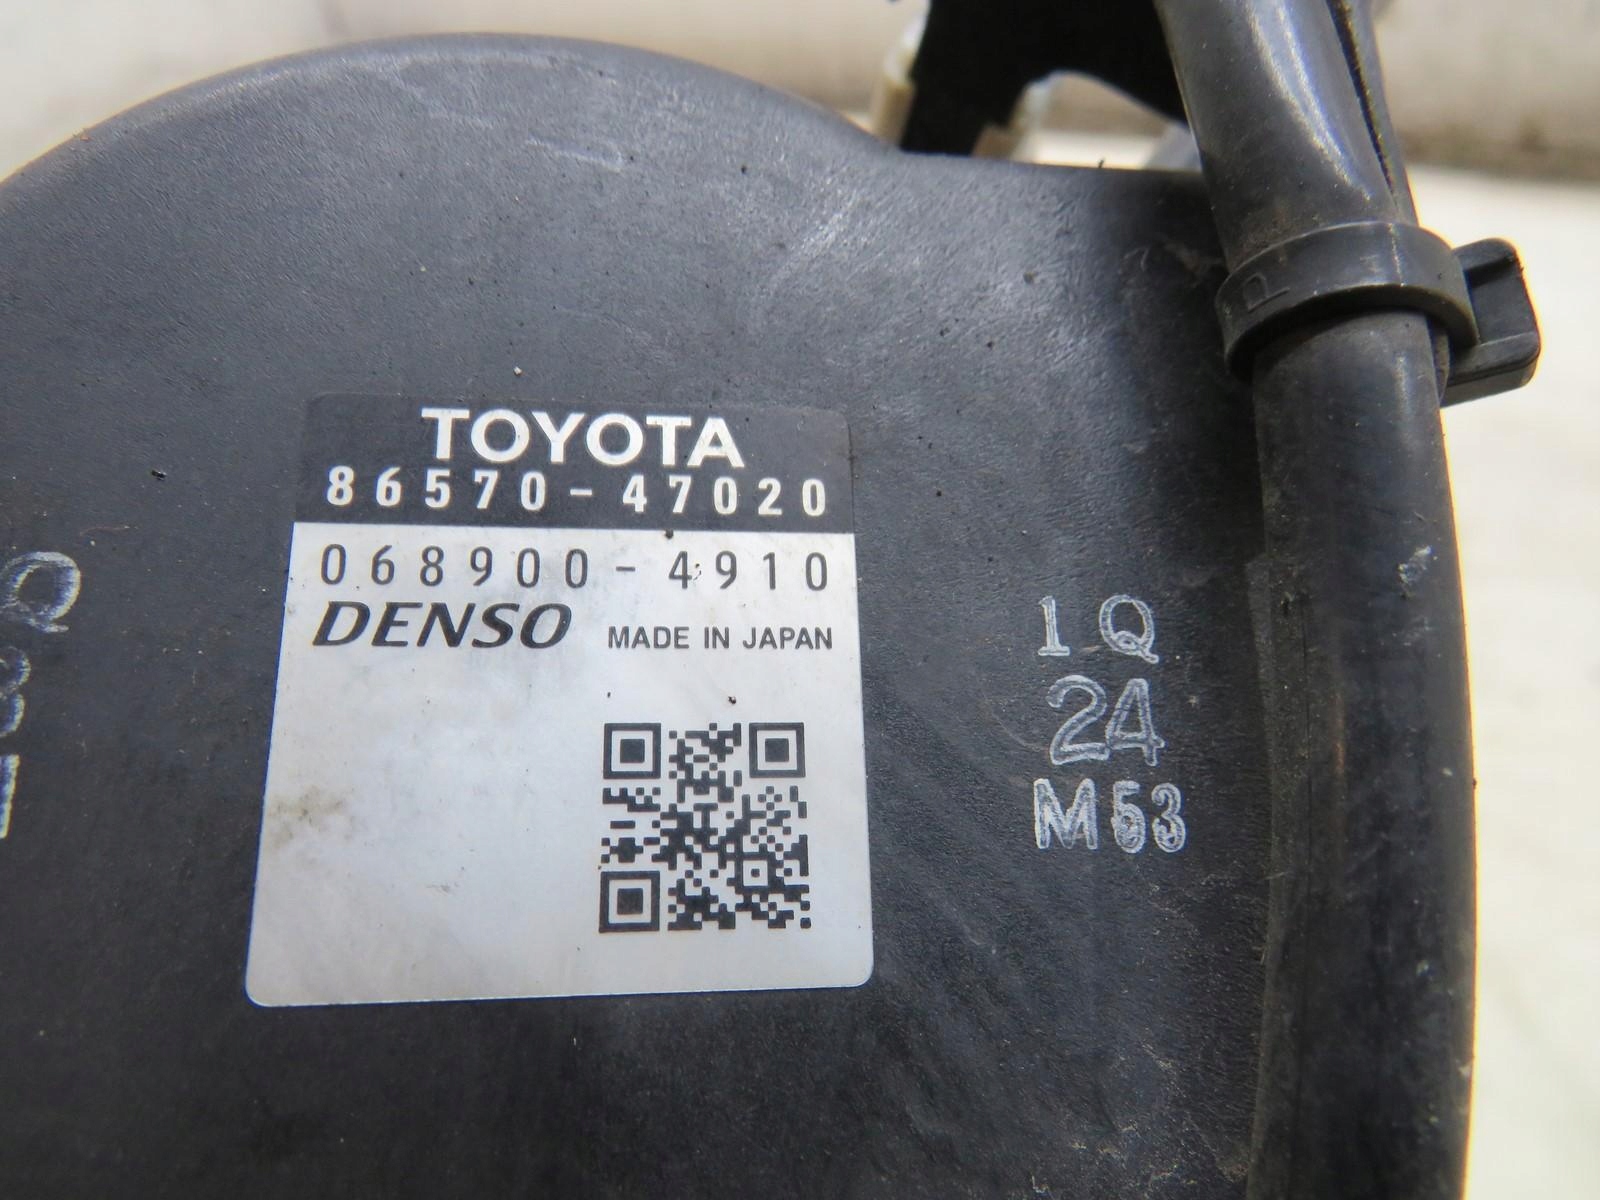 TOYOTA
86570-47020
068900-4910
DENSO MADE IN JAPAN
1Q
24
M53